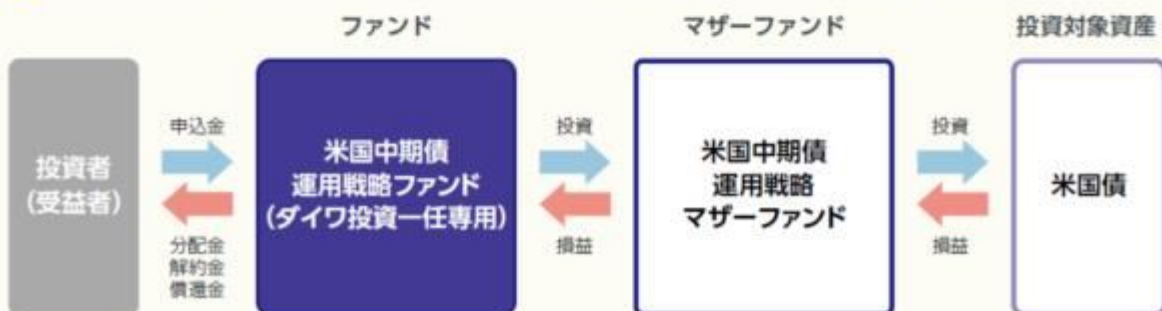 ファンド
マザーファンド
投資対象資産
投資者
(受益者)
申込金
分配金
解約金
償還金
米国中期債
運用戦略ファンド
(ダイワ投資一任専用)
投資
損益
米国中期債
運用戦略
マザーファンド
投資
損益
米国債